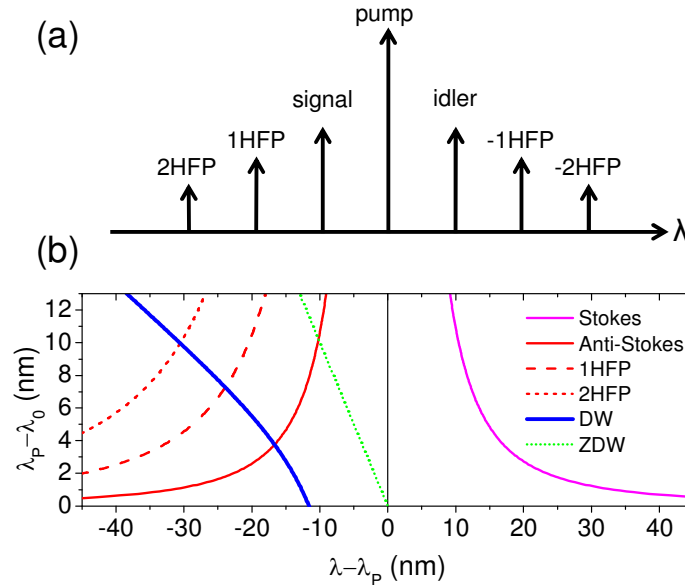 (a)
pump
signal
idler
1HFP
-1HFP
2HFP
-2HFP
λ
(b)
λP−λ0 (nm)
12
10
8
6
4
2
0
Stokes
Anti-Stokes
1HFP
2HFP
DW
ZDW
-40 -30 -20 -10 0 10 20 30 40
λ−λP (nm)